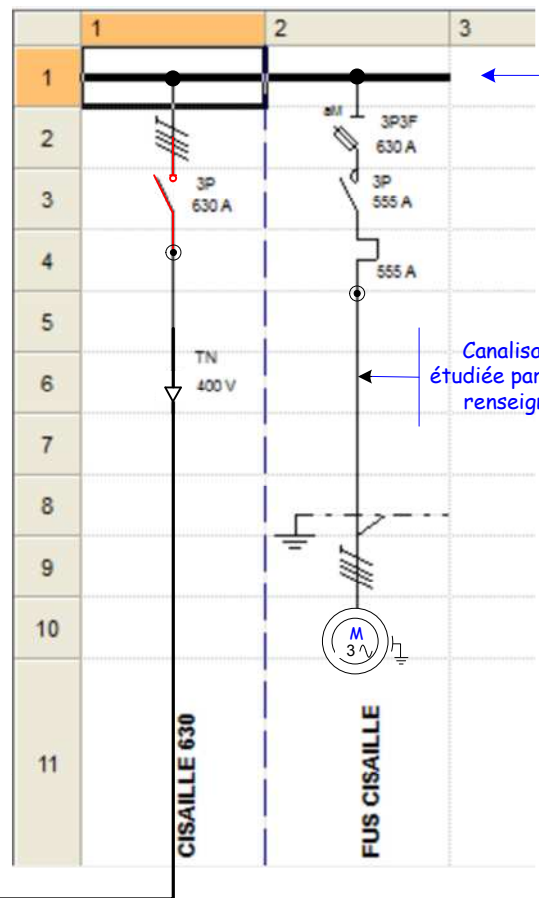 1 2 3
1
2
3
4
5
6
7
8
9
10
11
3P
630 A
TN
400 V
CISAILLE 630
aM
3P3F
630 A
3P
555 A
555 A
M
3
FUS CISAILLE
Canalisa
étudiée par
renseign